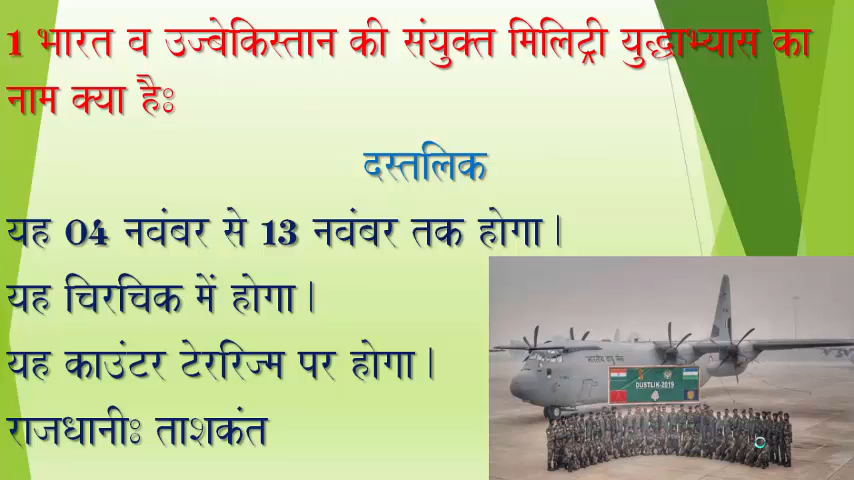 1 भारत व उज्बेकिस्तान की संयुक्त मिलिट्री युद्धाभ्यास का
नाम क्या हैः
दस्तलिक
यह 04 नवंबर से 13 नवंबर तक होगा।
यह चिरचिक में होगा।
यह काउंटर टेररिज्म पर होगा।
राजधानीः ताशकंत
भारतीय वायु सेना
DUSTLIK-2019